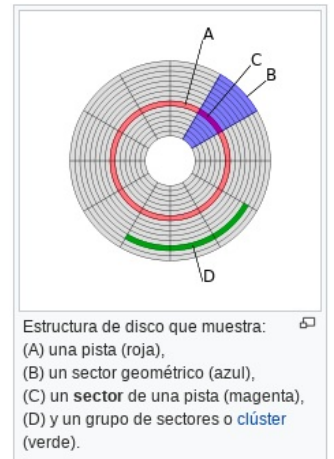 A
C
B
D
Estructura de disco que muestra:
(A) una pista (roja),
(B) un sector geométrico (azul),
(C) un sector de una pista (magenta),
(D) y un grupo de sectores o clúster
(verde).